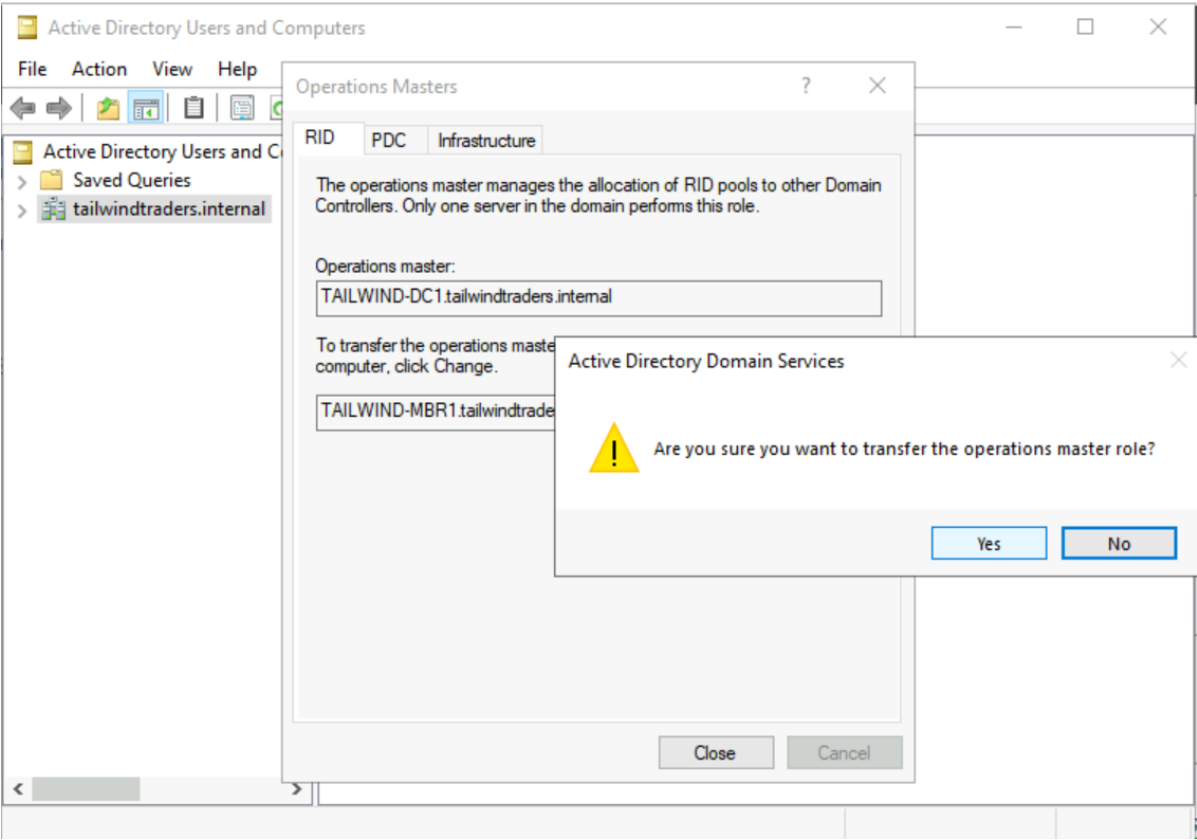 Active Directory Users and Computers
File Action View Help
Active Directory Users and C
Saved Queries
tailwindtraders.internal
Operations Masters
RID PDC Infrastructure
The operations master manages the allocation of RID pools to other Domain
Controllers. Only one server in the domain performs this role.
Operations master:
TAILWIND-DC1.tailwindtraders.internal
To transfer the operations maste
computer, click Change.
TAILWIND-MBR1.tailwindtrade
Close Cancel
Active Directory Domain Services
Are you sure you want to transfer the operations master role?
Yes No